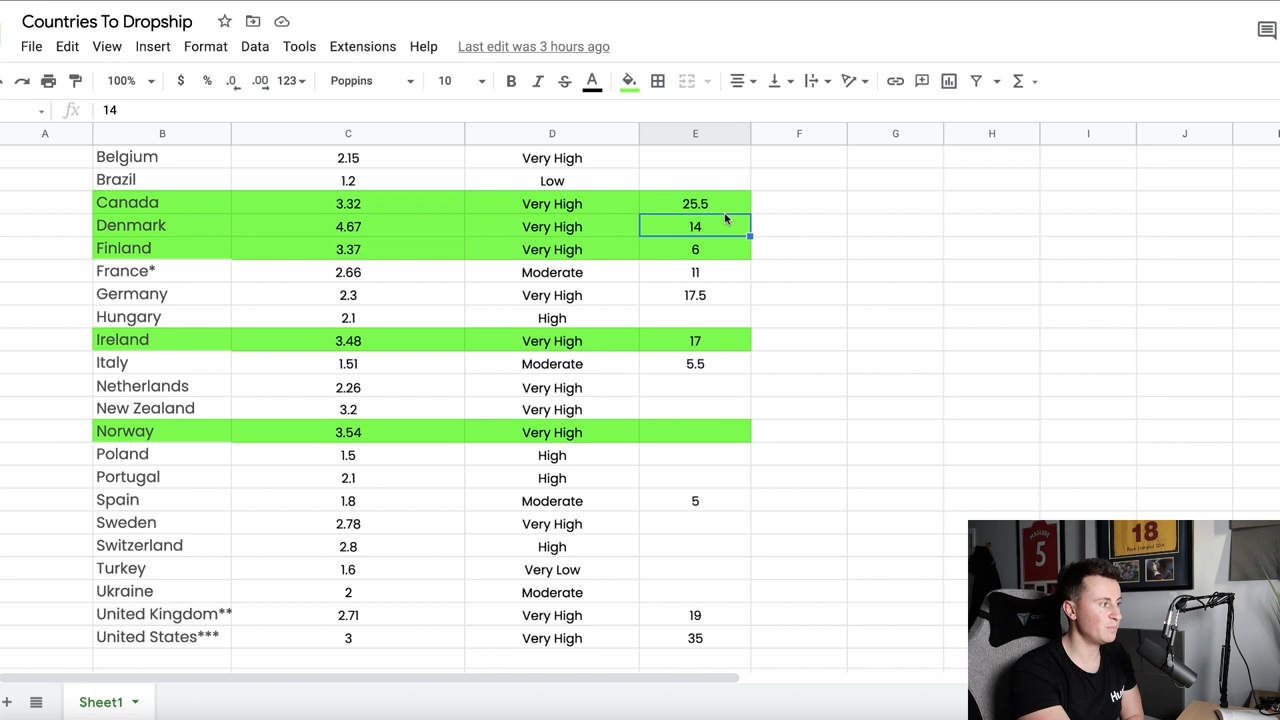 Countries To Dropship
File Edit View Insert Format Data Tools Extensions Help Last edit was 3 hours ago
100% $ % .0 .00 123 Poppins 10 B I S A
fx 14
A B C D E F G H I J
Belgium 2.15 Very High
Brazil 1.2 Low
Canada 3.32 Very High 25.5
Denmark 4.67 Very High 14
Finland 3.37 Very High 6
France* 2.66 Moderate 11
Germany 2.3 Very High 17.5
Hungary 2.1 High
Ireland 3.48 Very High 17
Italy 1.51 Moderate 5.5
Netherlands 2.26 Very High
New Zealand 3.2 Very High
Norway 3.54 Very High
Poland 1.5 High
Portugal 2.1 High
Spain 1.8 Moderate 5
Sweden 2.78 Very High
Switzerland 2.8 High
Turkey 1.6 Very Low
Ukraine 2 Moderate
United Kingdom** 2.71 Very High 19
United States*** 3 Very High 35
Sheet1
5
18